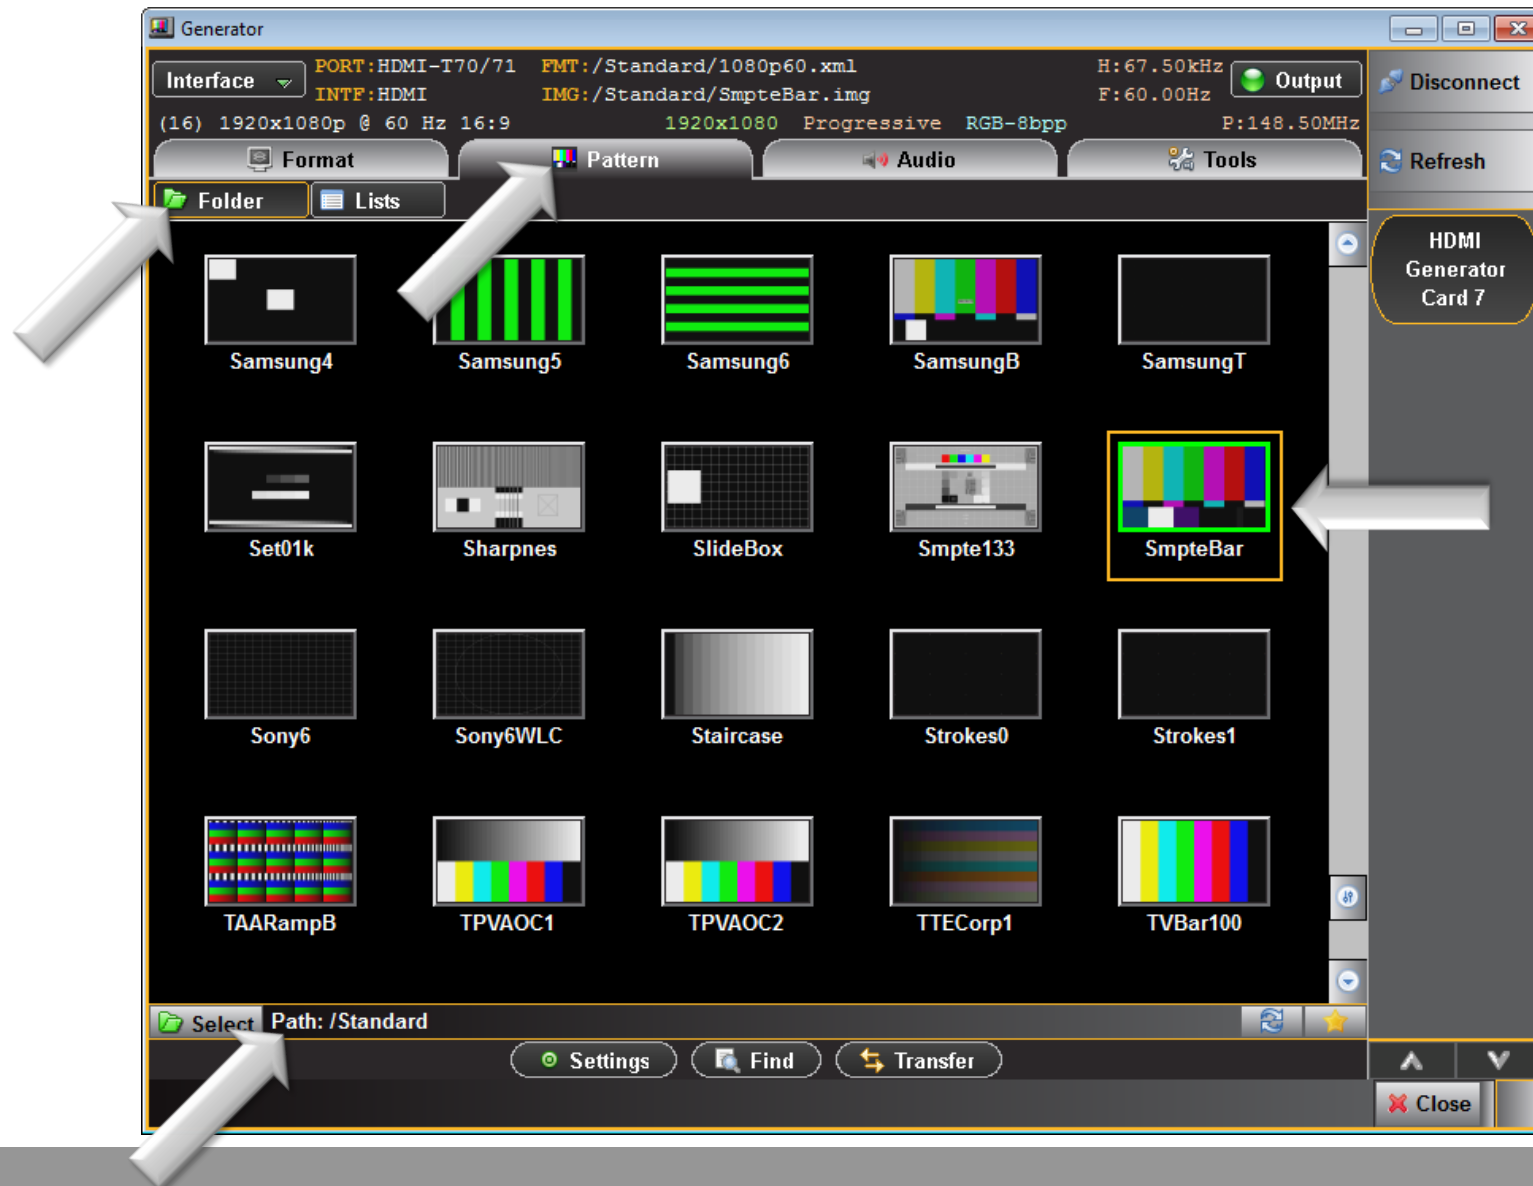 Generator
Interface
PORT:HDMI-T70/71 FMT:/Standard/1080p60.xml H:67.50kHz
Output
INTF:HDMI IMG:/Standard/SmpteBar.img F:60.00Hz
(16) 1920x1080p @ 60 Hz 16:9 1920x1080 Progressive RGB-8bpp P:148.50MHz
Disconnect
Format Pattern Audio Tools
Refresh
Folder Lists
HDMI
Generator
Card 7
Samsung4 Samsung5 Samsung6 SamsungB SamsungT
Set01k Sharpnes SlideBox Smpte133 SmpteBar
Sony6 Sony6WLC Staircase Strokes0 Strokes1
TAARampB TPVAOC1 TPVAOC2 TTECorp1 TVBar100
Select Path: /Standard
Settings Find Transfer
Close